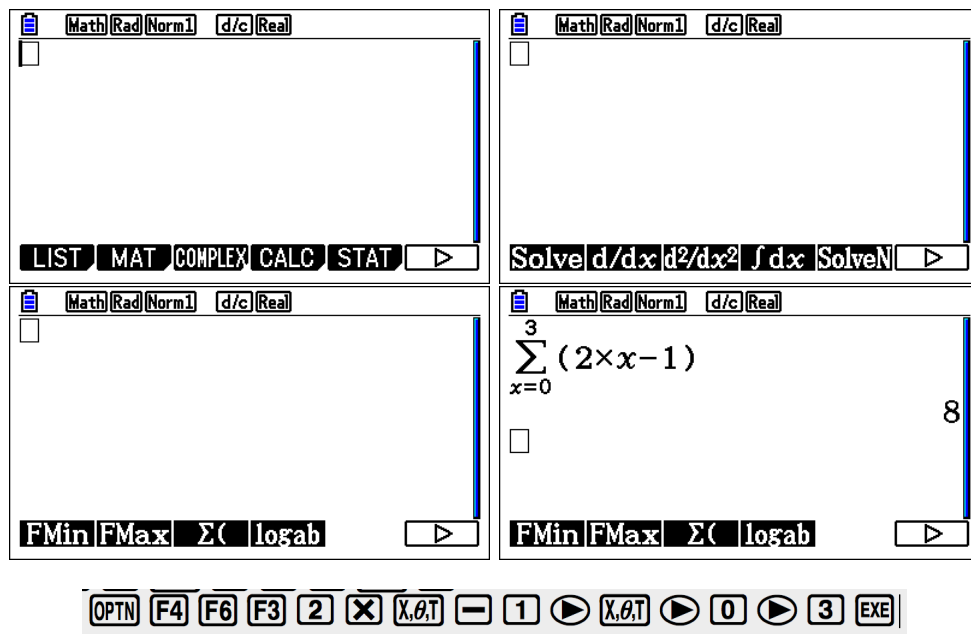 Math Rad Norm1 d/c Real
LIST MAT COMPLEX CALC STAT ▷
Math Rad Norm1 d/c Real
Solve d/dx d²/dx² ∫dx SolveN ▷
Math Rad Norm1 d/c Real
FMin FMax Σ( logab ▷
Math Rad Norm1 d/c Real
3
∑ (2×x−1)
x=0
8
FMin FMax Σ( logab ▷
OPTN F4 F6 F3 2 X X,θ,T − 1 ▶ X,θ,T ▶ 0 ▶ 3 EXE